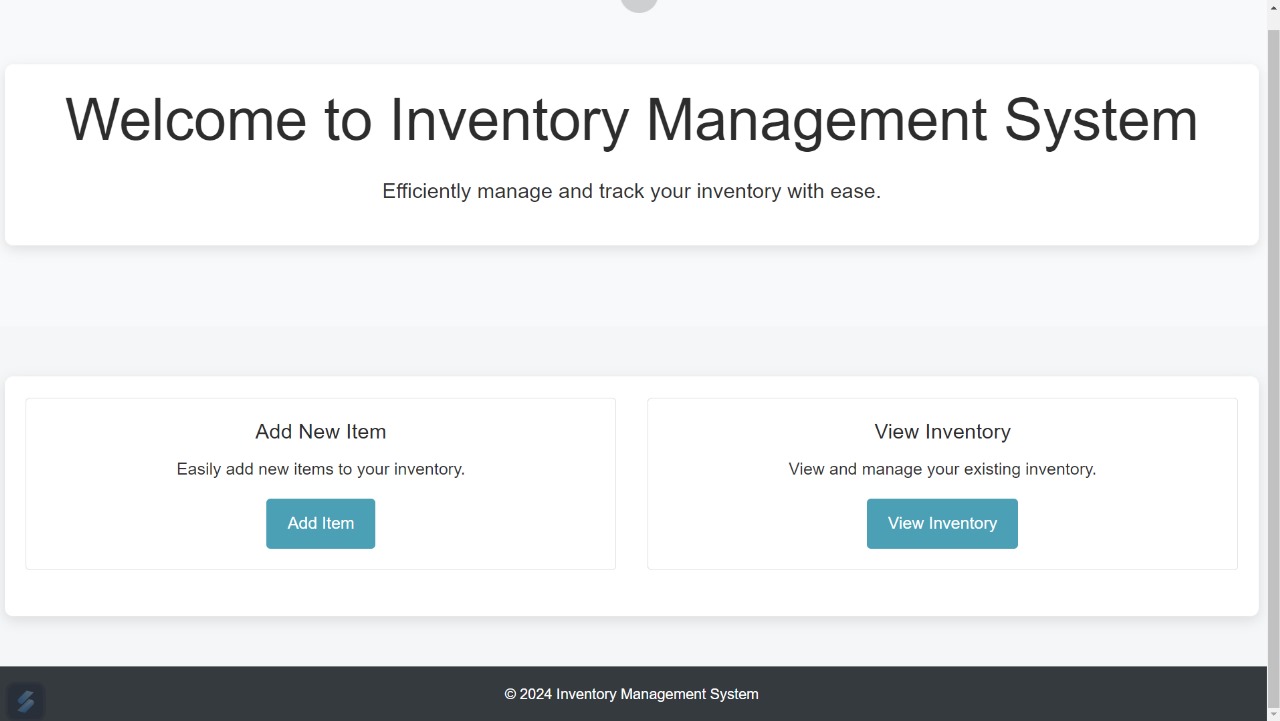 Welcome to Inventory Management System
Efficiently manage and track your inventory with ease.
Add New Item
Easily add new items to your inventory.
Add Item
View Inventory
View and manage your existing inventory.
View Inventory
© 2024 Inventory Management System